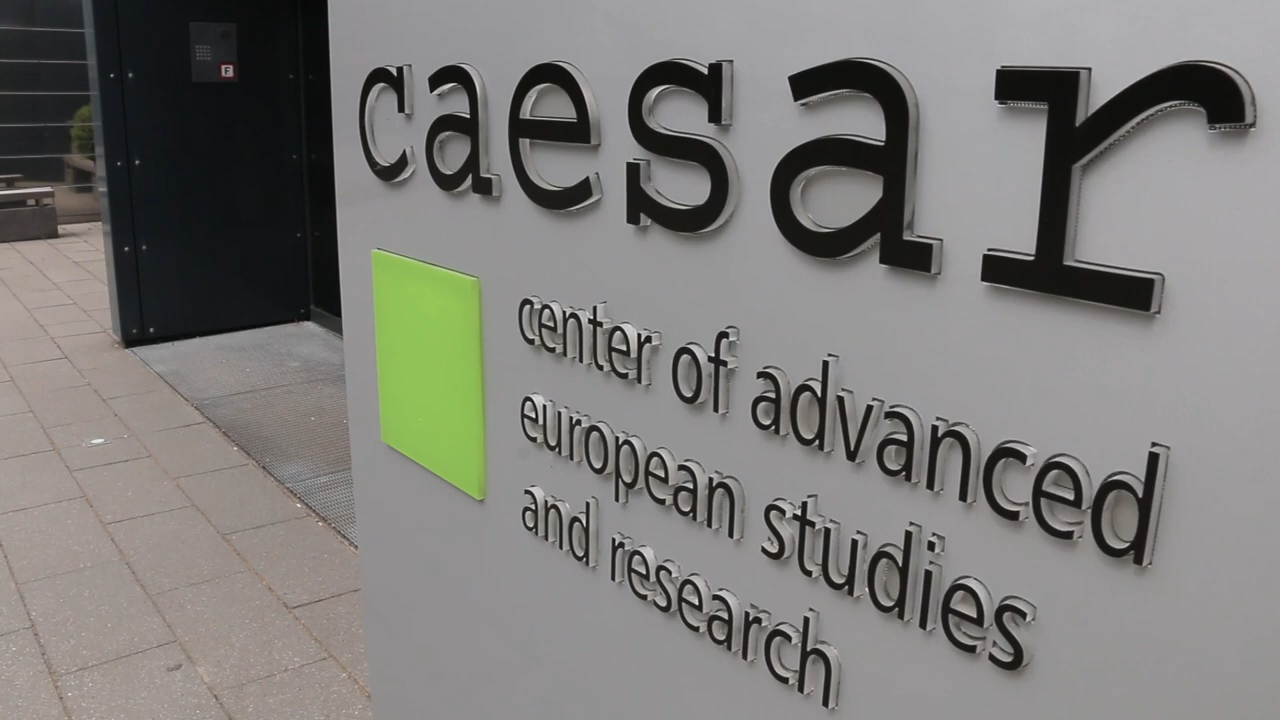 F
caesar
center of advanced
european studies
and research